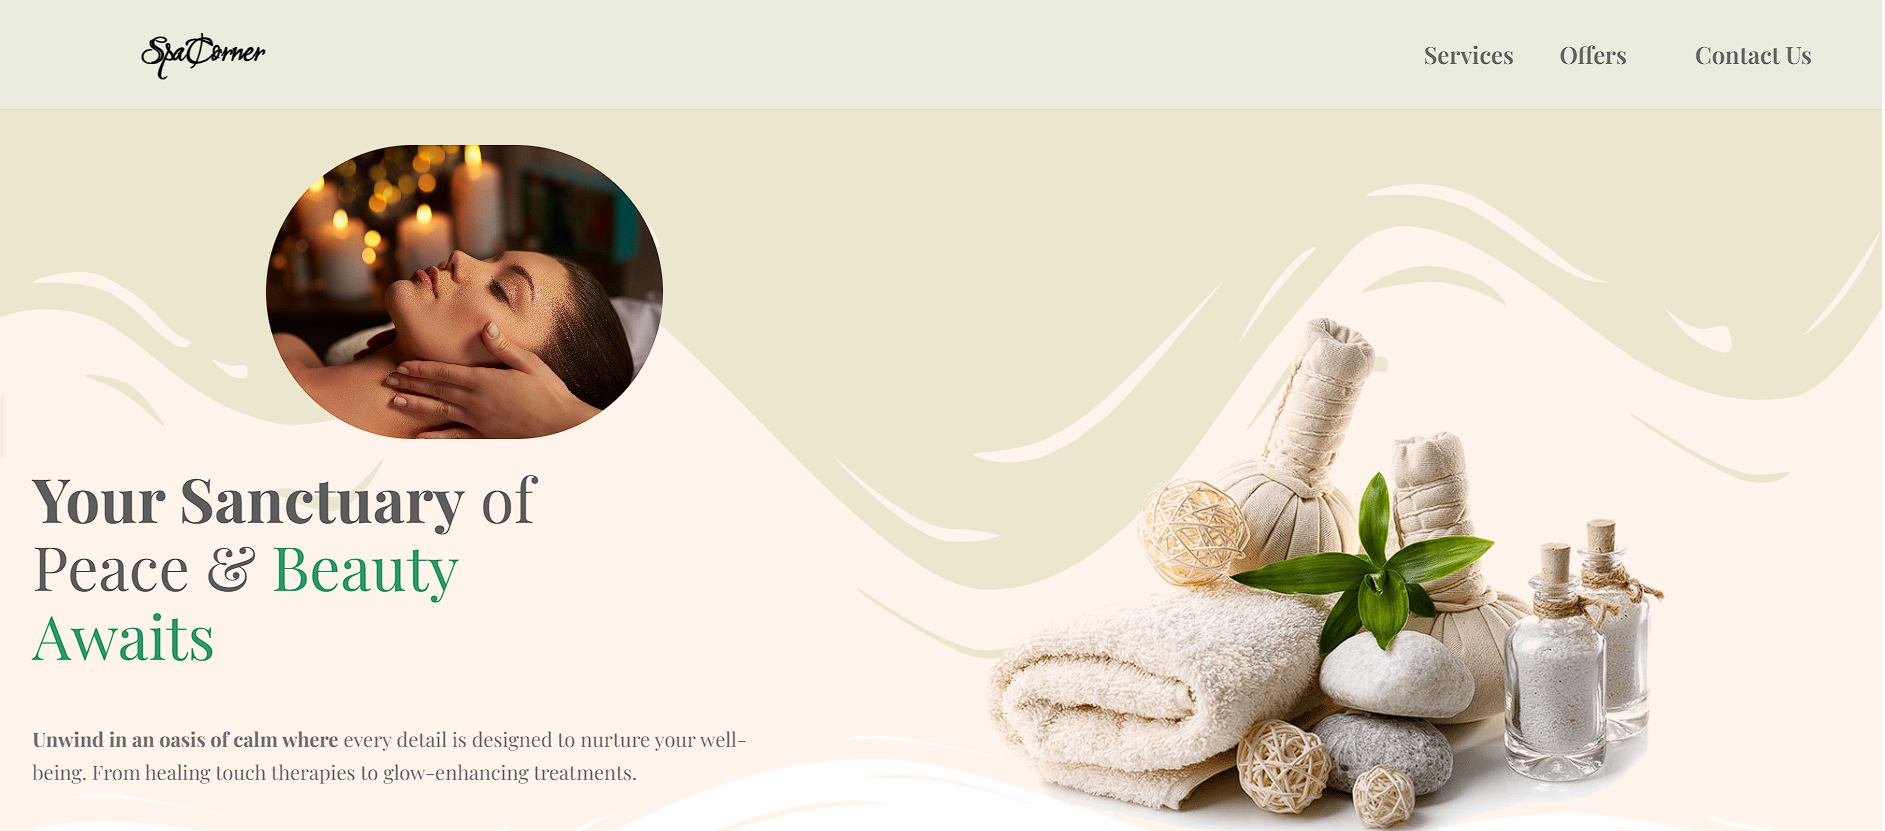 SpaCorner
Services Offers Contact Us
Your Sanctuary of
Peace & Beauty
Awaits
Unwind in an oasis of calm where every detail is designed to nurture your well-
being. From healing touch therapies to glow-enhancing treatments.